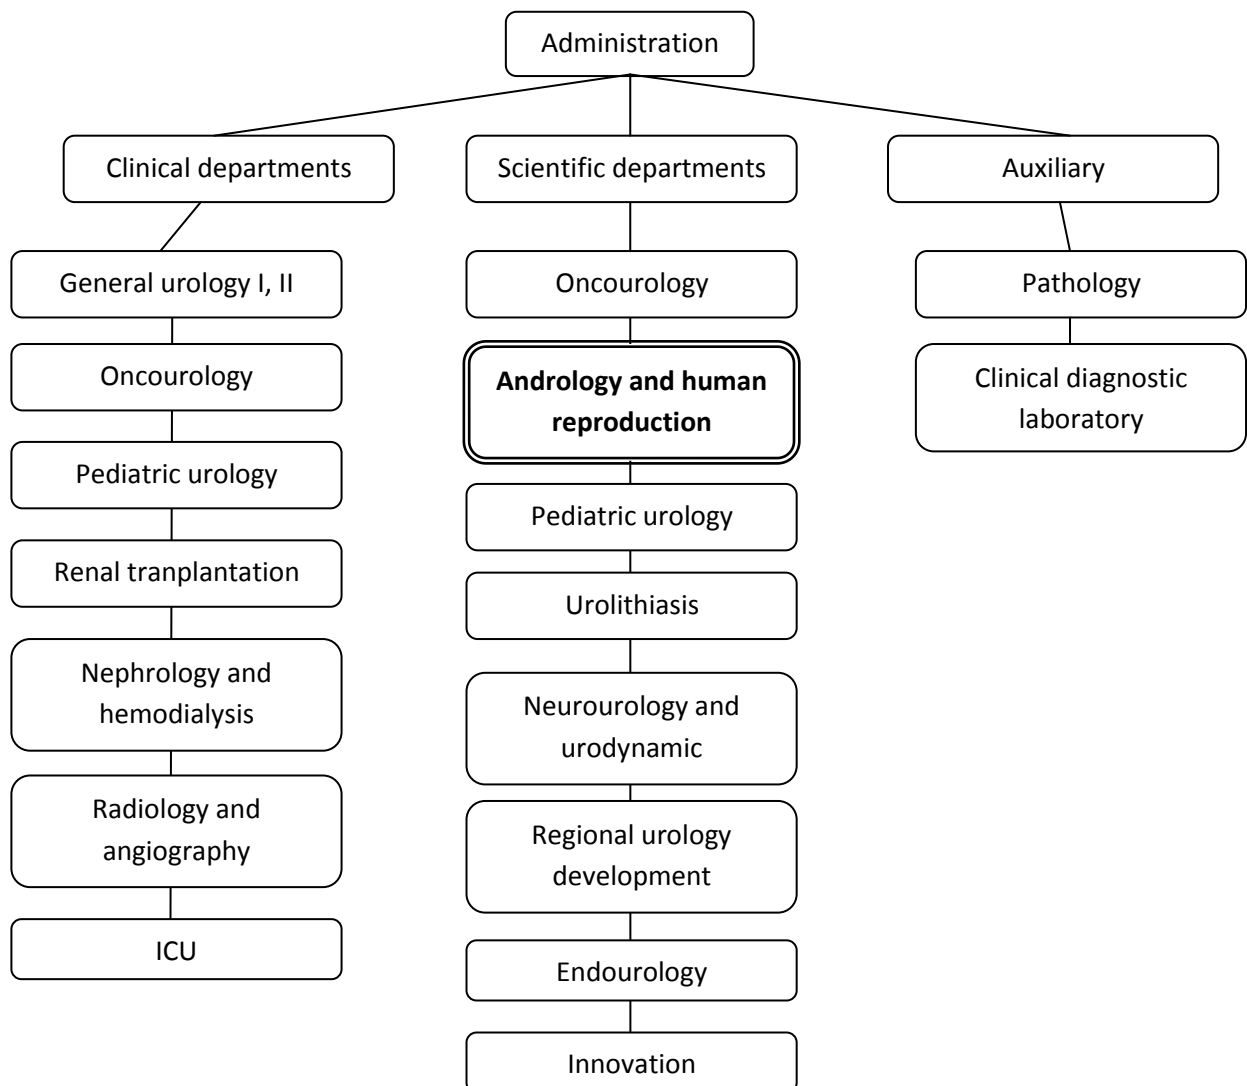 Administration
Clinical departments
Scientific departments
Auxiliary
General urology I, II
Oncourology
Pediatric urology
Renal tranplantation
Nephrology and
hemodialysis
Radiology and
angiography
ICU
Oncourology
Andrology and human
reproduction
Pediatric urology
Urolithiasis
Neurourology and
urodynamic
Regional urology
development
Endourology
Innovation
Pathology
Clinical diagnostic
laboratory